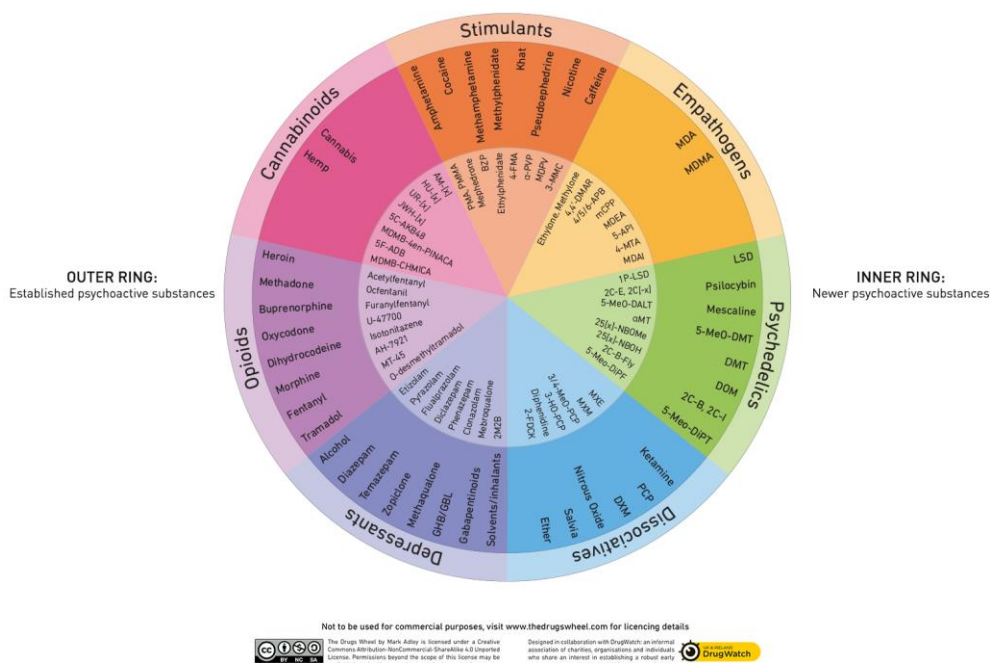 Stimulants
Amphetamine
Cocaine
Methamphetamine
Methylphenidate
Khat
Pseudoephedrine
Nicotine
Caffeine
PMA, PMMA
Mephedrone
BZP
Ethylphenidate
4-FMA
α-PVP
MDPV
3-MMC
Empathogens
MDA
MDMA
Ethylone, Methylone
4,4'-DMAR
4/5/6-APB
mCPP
MDEA
5-API
4-MTA
MDAI
Psychedelics
LSD
Psilocybin
Mescaline
5-MeO-DMT
DMT
DOM
2C-B, 2C-I
5-Meo-DiPT
1P-LSD
2C-E, 2C[-x]
5-MeO-DALT
αMT
25[x]-NBOMe
25[x]-NBOH
2C-B-Fly
5-Meo-DiPF
Dissociatives
Ketamine
PCP
DXM
Nitrous Oxide
Salvia
Ether
MXE
MXM
3/4-MeO-PCP
3-HO-PCP
Diphenidine
2-FDCK
Depressants
Alcohol
Diazepam
Temazepam
Zopiclone
Methaqualone
GHB/GBL
Gabapentinoids
Solvents/inhalants
Etizolam
Pyrazolam
Flualprazolam
Diclazepam
Phenazepam
Clonazolam
Mebroqualone
2M2B
Opioids
Heroin
Methadone
Buprenorphine
Oxycodone
Dihydrocodeine
Morphine
Fentanyl
Tramadol
Acetylfentanyl
Ocfentanil
Furanylfentanyl
U-47700
Isotonitazene
AH-7921
MT-45
O-desmethyltramadol
Cannabinoids
Cannabis
Hemp
AM-[x]
HU-[x]
UR-[x]
JWH-[x]
5C-AKB48
MDMB-4en-PINACA
5F-ADB
MDMB-CHMICA
OUTER RING:
Established psychoactive substances
INNER RING:
Newer psychoactive substances
Not to be used for commercial purposes, visit www.thedrugswheel.com for licencing details
CC BY NC SA
The Drugs Wheel by Mark Adley is licensed under a Creative
Commons Attribution-NonCommercial-ShareAlike 4.0 Unported
License. Permissions beyond the scope of this license may be
Designed in collaboration with DrugWatch: an informal
association of charities, organisations and individuals
who share an interest in establishing a robust early
UK & IRELAND
DrugWatch